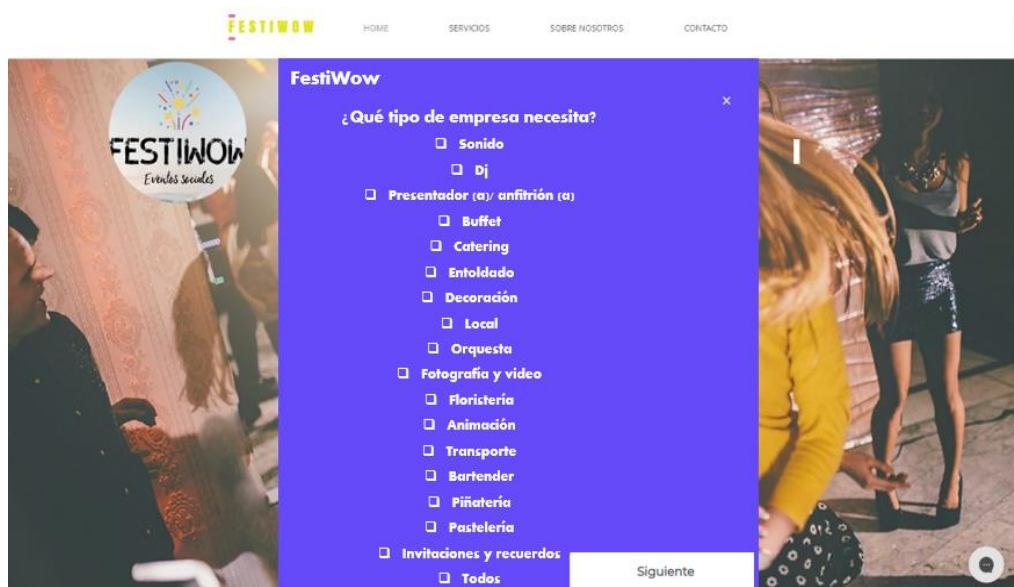 FESTIWOW
HOME
SERVICIOS
SOBRE NOSOTROS
CONTACTO
FESTIWOW
Eventos sociales
FestiWow
×
¿Qué tipo de empresa necesita?
❑ Sonido
❑ Dj
❑ Presentador (a)/ anfitrión (a)
❑ Buffet
❑ Catering
❑ Entoldado
❑ Decoración
❑ Local
❑ Orquesta
❑ Fotografía y video
❑ Floristería
❑ Animación
❑ Transporte
❑ Bartender
❑ Piñatería
❑ Pastelería
❑ Invitaciones y recuerdos
❑ Todos
Siguiente